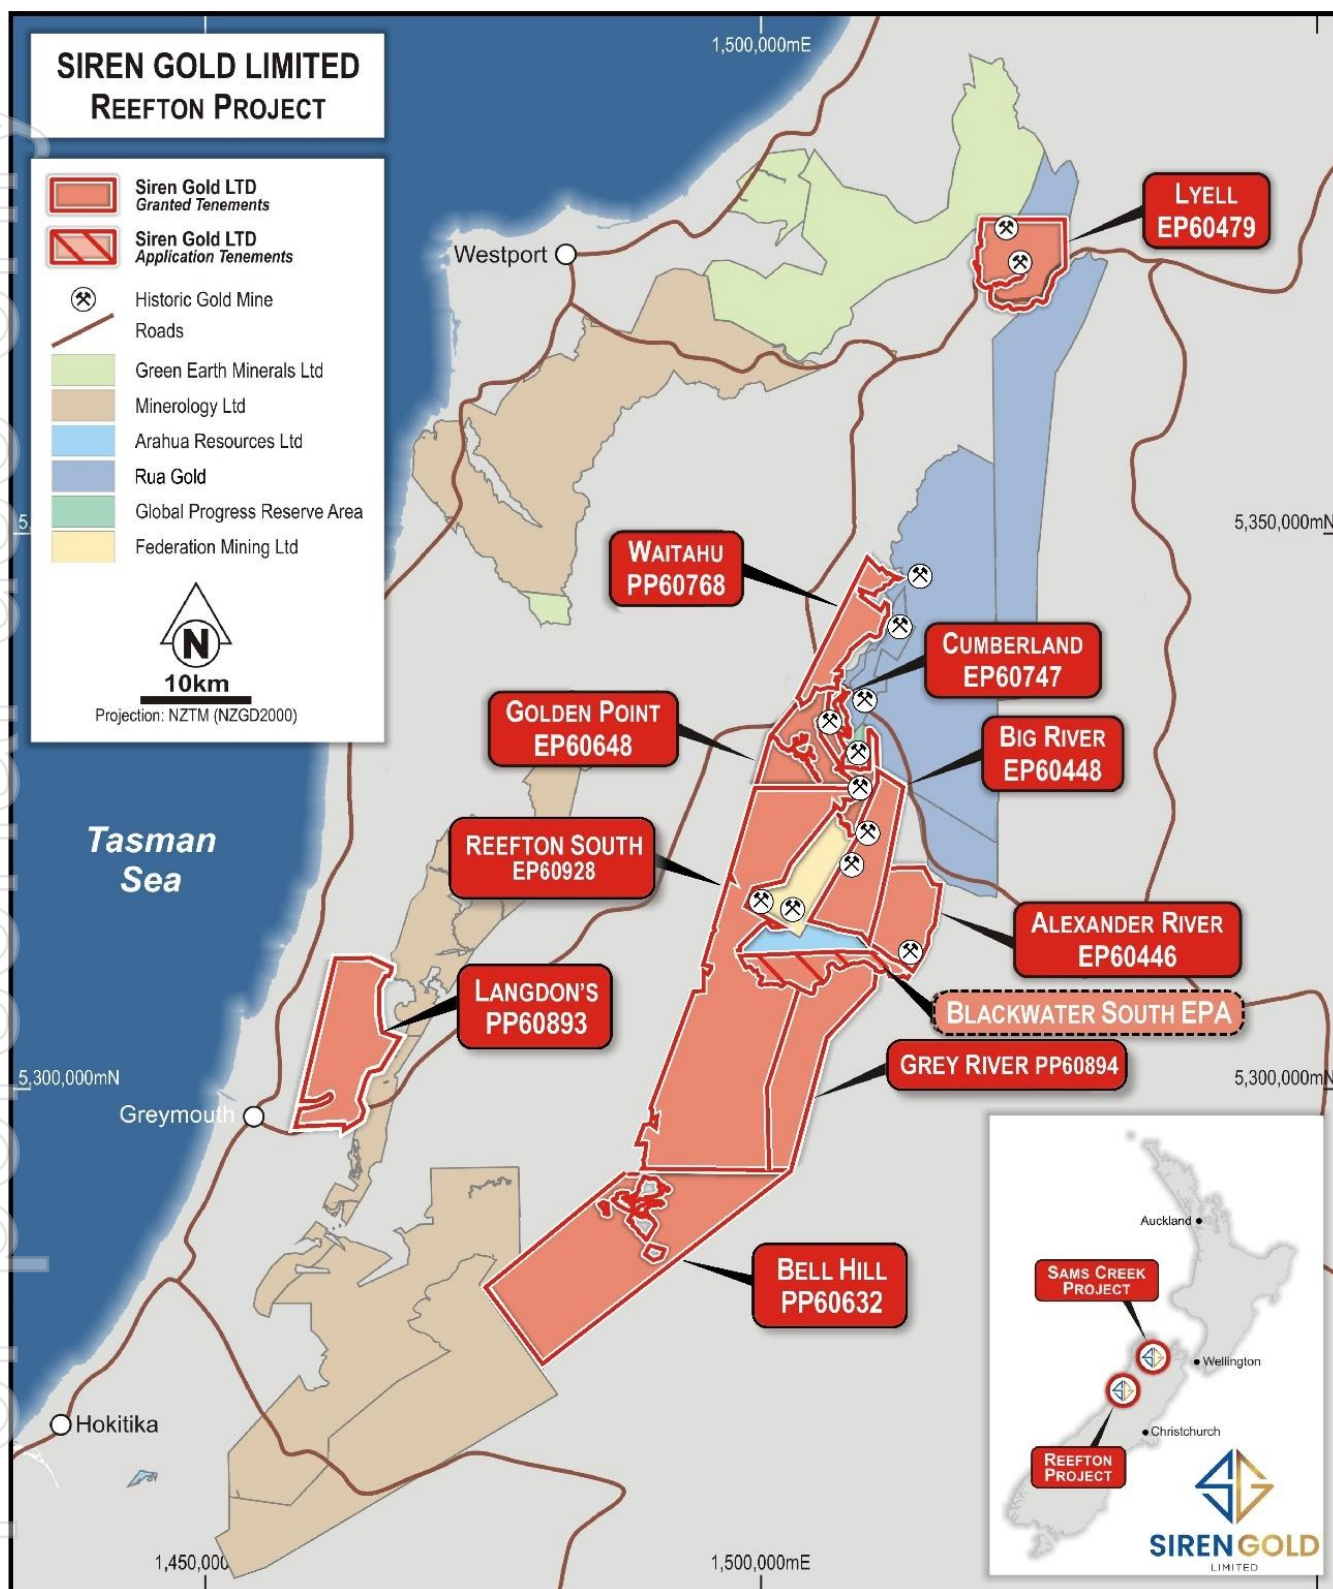 1,500,000mE
SIREN GOLD LIMITED
REEFTON PROJECT
Siren Gold LTD
Granted Tenements
Siren Gold LTD
Application Tenements
Historic Gold Mine
Roads
Green Earth Minerals Ltd
Minerology Ltd
Arahua Resources Ltd
Rua Gold
Global Progress Reserve Area
Federation Mining Ltd
N
10km
Projection: NZTM (NZGD2000)
Westport
LYELL
EP60479
5,350,000mN
WAITAHU
PP60768
CUMBERLAND
EP60747
GOLDEN POINT
EP60648
BIG RIVER
EP60448
Tasman
Sea
REEFTON SOUTH
EP60928
ALEXANDER RIVER
EP60446
LANGDON'S
PP60893
BLACKWATER SOUTH EPA
GREY RIVER PP60894
5,300,000mN
5,300,000mN
Greymouth
BELL HILL
PP60632
Hokitika
1,450,000
1,500,000mE
Auckland
SAMS CREEK
PROJECT
Wellington
Christchurch
REEFTON
PROJECT
SIREN GOLD
LIMITED